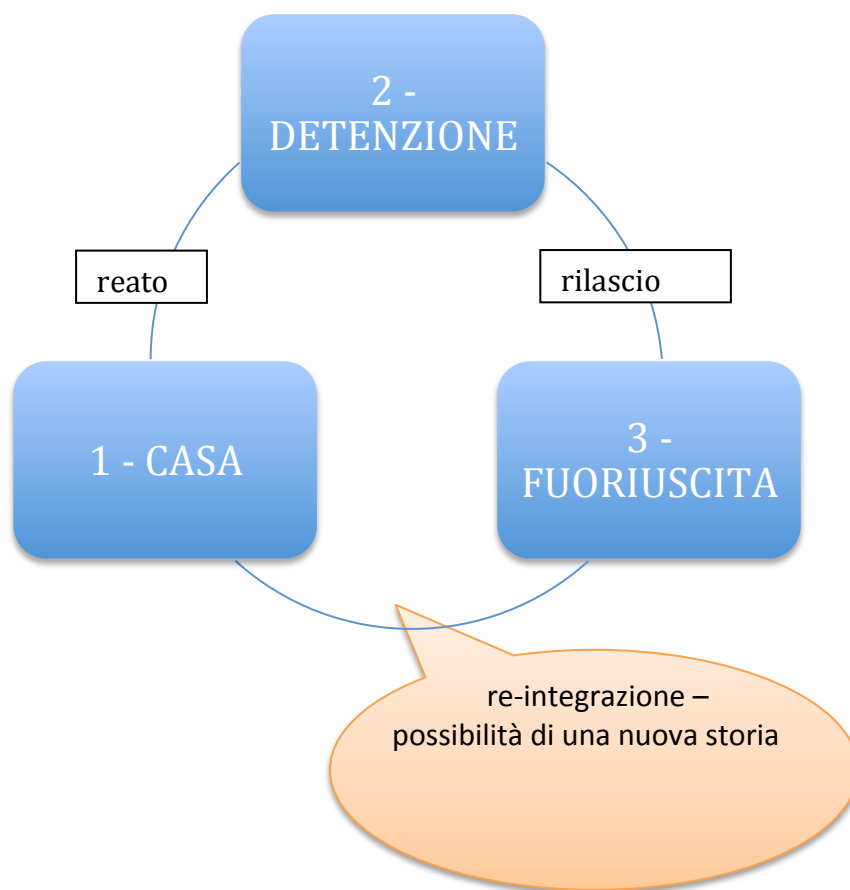 2 -
DETENZIONE
reato
rilascio
1 - CASA
3 -
FUORIUSCITA
re-integrazione –
possibilità di una nuova storia